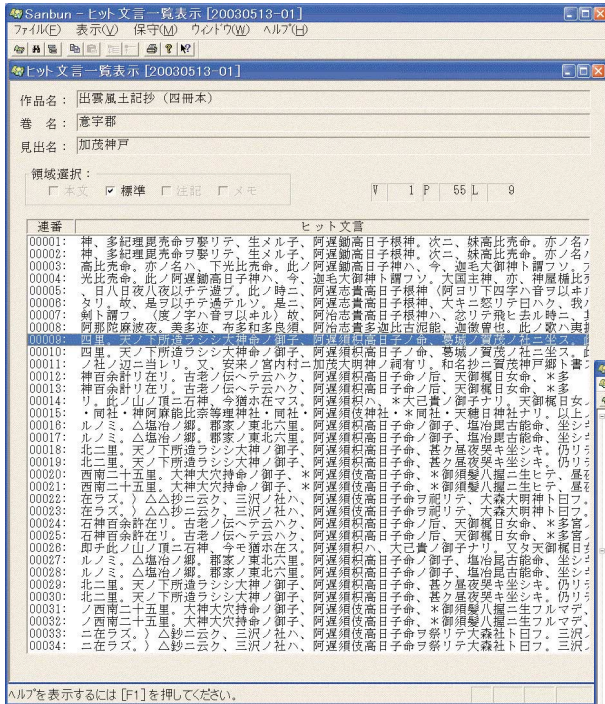 Sanbun - ヒット文言一覧表示 [20030513-01]
ファイル(F) 表示(V) 保守(M) ウィンドウ(W) ヘルプ(H)
ヒット文言一覧表示 [20030513-01]
作品名： 出雲風土記抄（四冊本）
巻　名： 意宇郡
見出名： 加茂神戸
領域選択：
本文 標準 注記 メモ
V 1 P 55 L 9
連番 ヒット文言
00001: 神、多紀理毘売命ヲ娶リテ、生メル子、阿遅鋤高日子根神。次ニ、妹高比売命。亦ノ名ハ
00002: 神、多紀理毘売命ヲ娶リテ、生メル子、阿遅鋤高日子根神。次ニ、妹高比売命。亦ノ名ハ
00003: 高比売命。亦ノ名ハ、下光比売命。此ノ阿遅鋤高日子神ハ、今、迦毛大御神ト謂フソ。
00004: 光比売命。此ノ阿遅鋤高日子神ハ、今、迦毛大御神ト謂フソ。大国主神、亦、神屋楯比
00005: 。日八日夜八夜以テ遊ブ。此ノ時ニ、阿遅志貴高日子根神（阿ヨリ下四字ハ音ヲ以キ
00006: タリ。故、是ヲ以チテ過テルソ。是ニ、阿遅志貴高日子根神、大キニ怒リテ曰ハク、我ハ
00007: 剣ト謂フ。（度ノ字ハ音ヲ以キル）故、阿治志貴高日子根神ハ、忿リテ飛ヒ去ル時ニ、
00008: 阿那陀麻波夜。美多迩、布多和多良須、阿治志貴多迦比古泥能、迦微曽也。此ノ歌ハ夷振
00009: 四里。天ノ下所造ラシシ大神命ノ御子、阿遅須枳高日子ノ命、葛城ノ賀茂ノ社ニ坐ス。
00010: 四里。天ノ下所造ラシシ大神命ノ御子、阿遅須枳高日子ノ命、葛城ノ賀茂ノ社ニ坐ス。
00011: ノ社ノ辺ニ当レリ。又、安来ノ宮内村ニ加茂大明神ノ祠有リ。和名抄ニ賀茂神戸郷ト書
00012: 神百余計リ在リ。古老ノ伝ヘテ云ハク、阿遅須枳高日子命ノ后、天御梶日女命、＊多
00013: 神百余計リ在リ。古老ノ伝ヘテ云ハク、阿遅須枳高日子命ノ后、天御梶日女命、＊多
00014: リ。此ノ山ノ頂ニ石神、今猶ホ在マス。阿遅須枳ハ、＊大己貴ノ御子ナリ。天御梶日女
00015: ・同社・神阿麻能比奈等理神社・同社・阿遅須伎神社・＊同社・天穂日神社ナリ。以上
00016: ルノミ。△塩冶ノ郷。郡家ノ東北六里。阿遅須枳高日子命ノ御子、塩冶毘古能命、坐シ
00017: ルノミ。△塩冶ノ郷。郡家ノ東北六里。阿遅須枳高日子命ノ御子、塩冶毘古能命、坐シ
00018: 北二里。天ノ下所造ラシシ大神ノ御子、阿遅須枳高日子命、甚ク昼夜哭キ坐シキ。仍リテ
00019: 北二里。天ノ下所造ラシシ大神ノ御子、阿遅須枳高日子命、甚ク昼夜哭キ坐シキ。仍リテ
00020: 西南二十五里。大神大穴持命ノ御子、＊阿遅須枳高日子命、＊御須髪八握ニ生ヒテ、昼
00021: 西南二十五里。大神大穴持命ノ御子、＊阿遅須枳高日子命、＊御須髪八握ニ生ヒテ、昼
00022: 在ラズ。）△△抄ニ云ク、三沢ノ社ハ、阿遅須伎高日子命ヲ祀リテ、大森大明神ト曰フ。
00023: 在ラズ。）△△抄ニ云ク、三沢ノ社ハ、阿遅須伎高日子命ヲ祀リテ、大森大明神ト曰フ。
00024: 石神百余許在リ。古老ノ伝ヘテ云ハク、阿遅須枳高日子命ノ后、天御梶日女命、＊多宮
00025: 石神百余許在リ。古老ノ伝ヘテ云ハク、阿遅須枳高日子命ノ后、天御梶日女命、＊多宮
00026: 即チ此ノ山ノ頂ニ石神、今モ猶ホ在ス。阿遅須枳ハ、大己貴ノ御子ナリ。又タ天御梶日
00027: ルノミ。△塩冶ノ郷。郡家ノ東北六里。阿遅須枳高日子命ノ御子、塩冶毘古能命、坐シ
00028: ルノミ。△塩冶ノ郷。郡家ノ東北六里。阿遅須枳高日子命ノ御子、塩冶毘古能命、坐シ
00029: 北二里。天ノ下所造ラシシ大神ノ御子、阿遅須枳高日子命、甚ク昼夜哭キ坐シキ。仍リテ
00030: 北二里。天ノ下所造ラシシ大神ノ御子、阿遅須枳高日子命、甚ク昼夜哭キ坐シキ。仍リテ
00031: ノ西南二十五里。大神大穴持命ノ御子、阿遅須伎高日子命、＊御須髪八握ニ生フルマデ、
00032: ノ西南二十五里。大神大穴持命ノ御子、阿遅須伎高日子命、＊御須髪八握ニ生フルマデ、
00033: ニ在ラズ。）△鈔ニ云ク、三沢ノ社ハ、阿遅須伎高日子命ヲ祭リテ大森社ト曰フ。三沢
00034: ニ在ラズ。）△鈔ニ云ク、三沢ノ社ハ、阿遅須伎高日子命ヲ祭リテ大森社ト曰フ。三沢
ヘルプを表示するには [F1] を押してください。